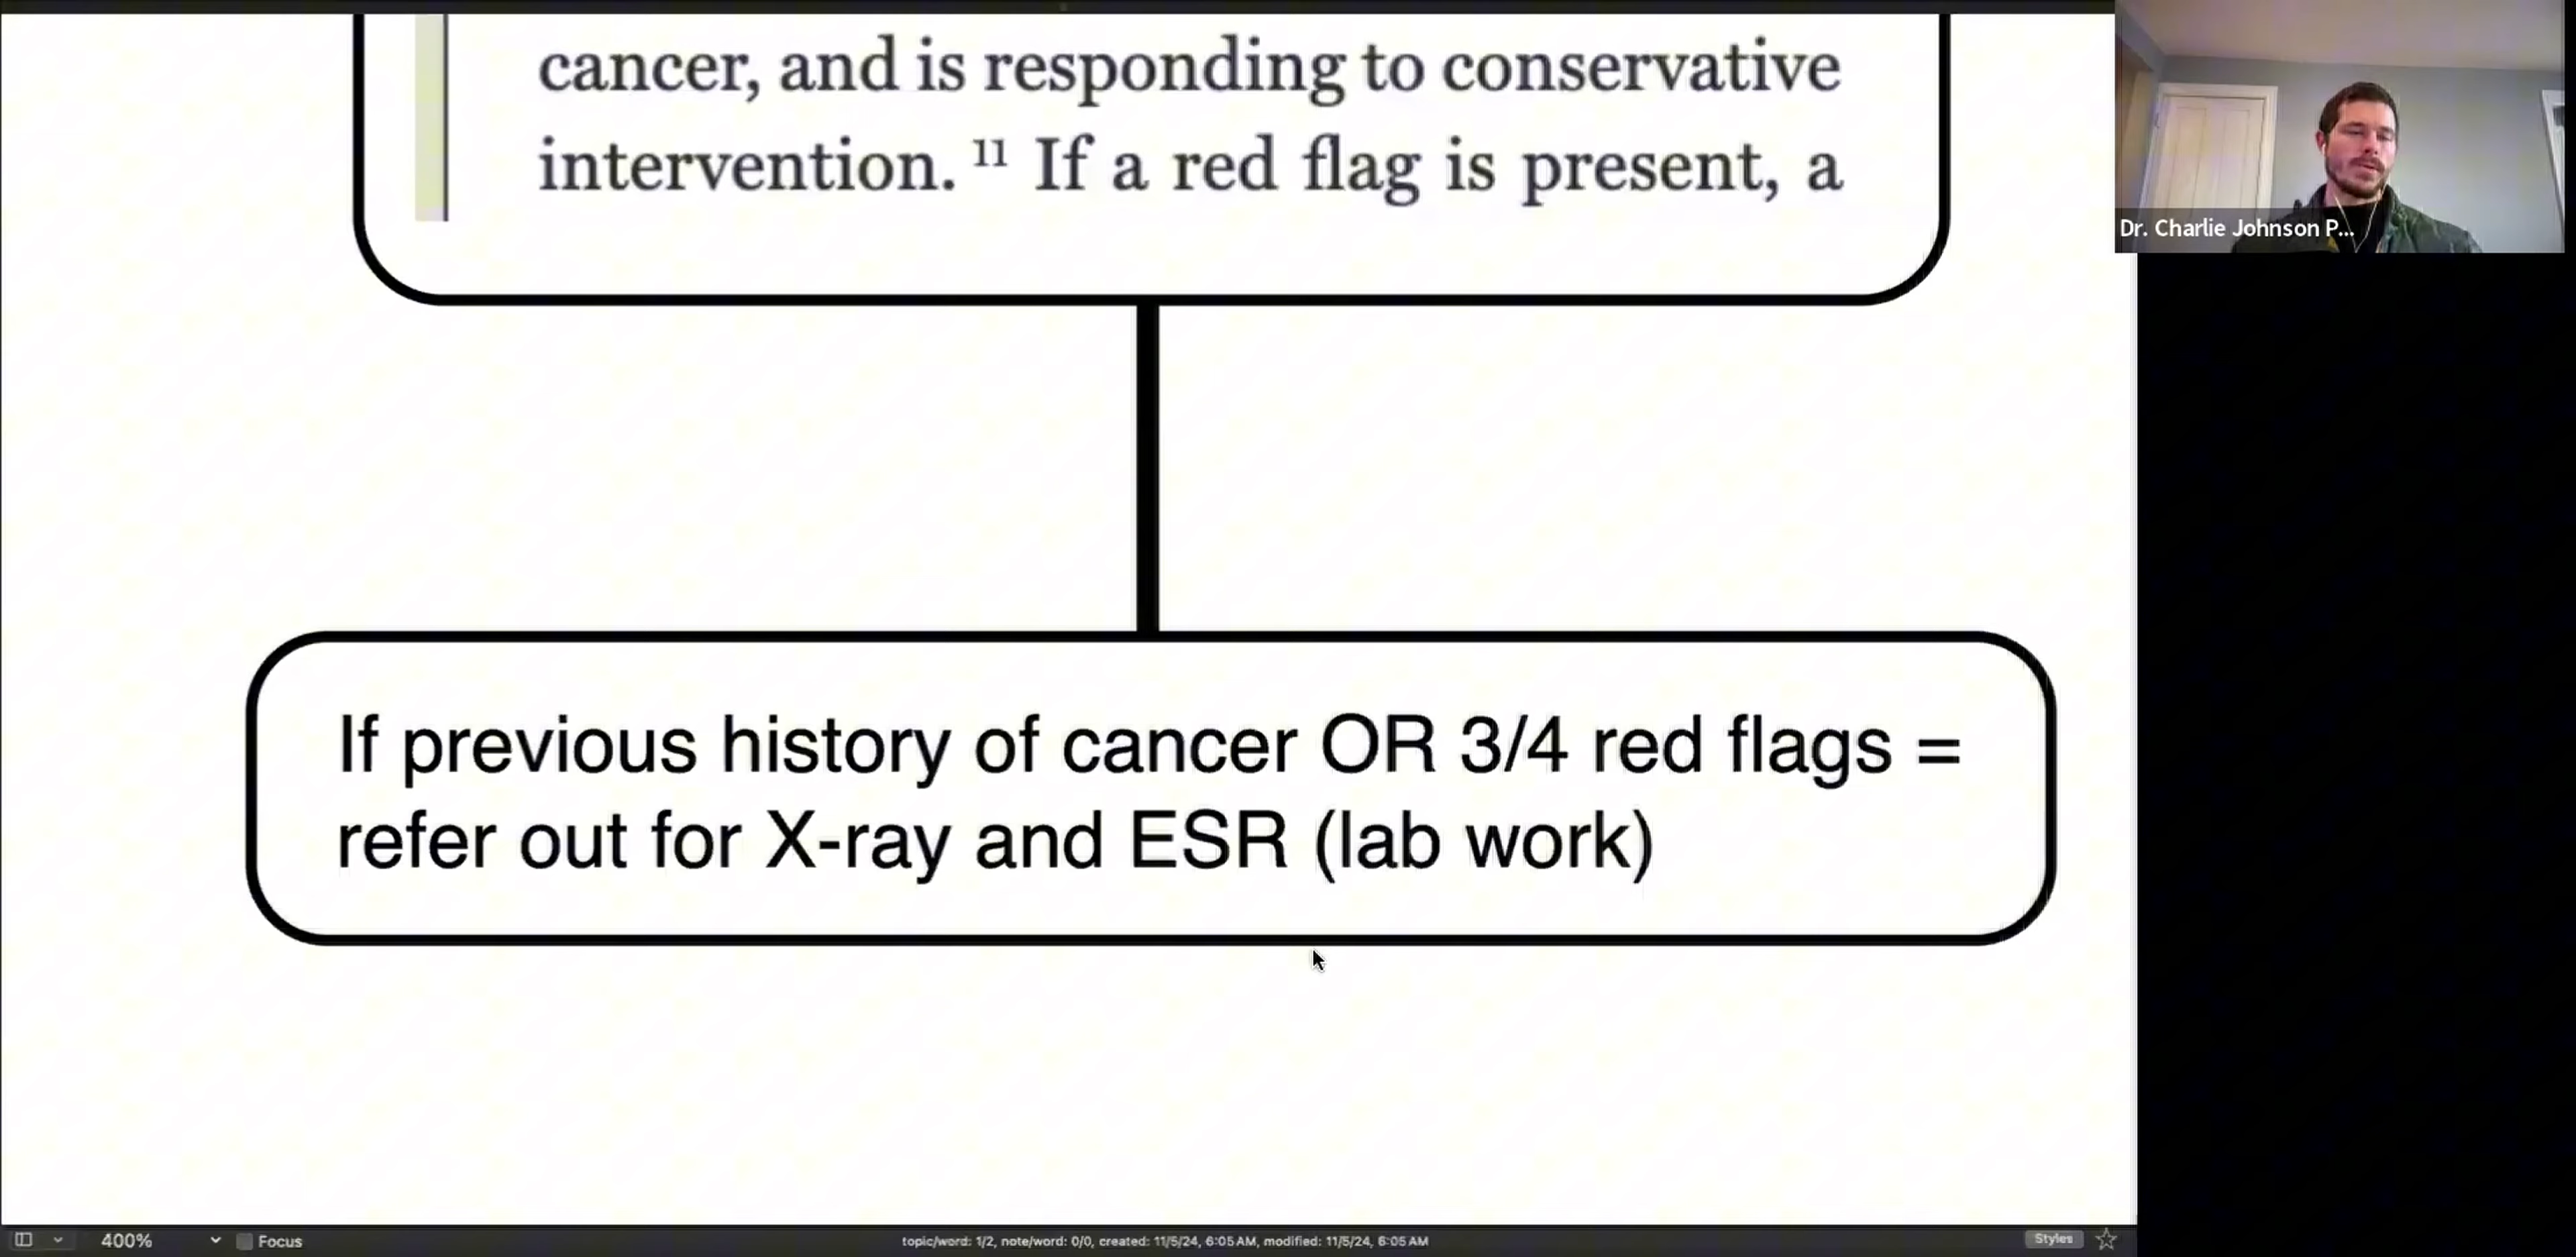 cancer, and is responding to conservative
intervention. 11 If a red flag is present, a
Dr. Charlie Johnson P...
If previous history of cancer OR 3/4 red flags =
refer out for X-ray and ESR (lab work)
400%
Focus
topic/word: 1/2, note/word: 0/0, created: 11/5/24, 6:05 AM, modified: 11/5/24, 6:05 AM
Styles